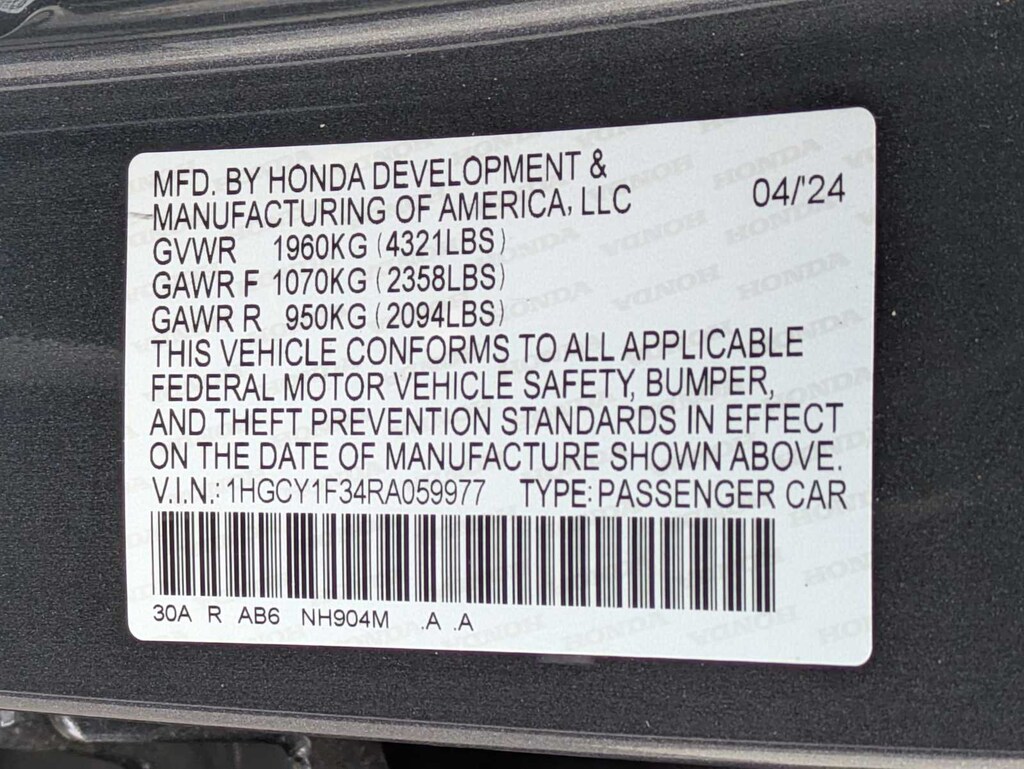 MFD. BY HONDA DEVELOPMENT &
MANUFACTURING OF AMERICA, LLC 04/'24
GVWR 1960KG (4321LBS)
GAWR F 1070KG (2358LBS)
GAWR R 950KG (2094LBS)
THIS VEHICLE CONFORMS TO ALL APPLICABLE
FEDERAL MOTOR VEHICLE SAFETY, BUMPER,
AND THEFT PREVENTION STANDARDS IN EFFECT
ON THE DATE OF MANUFACTURE SHOWN ABOVE.
V.I.N.: 1HGCY1F34RA059977 TYPE: PASSENGER CAR
30A R AB6 NH904M .A .A